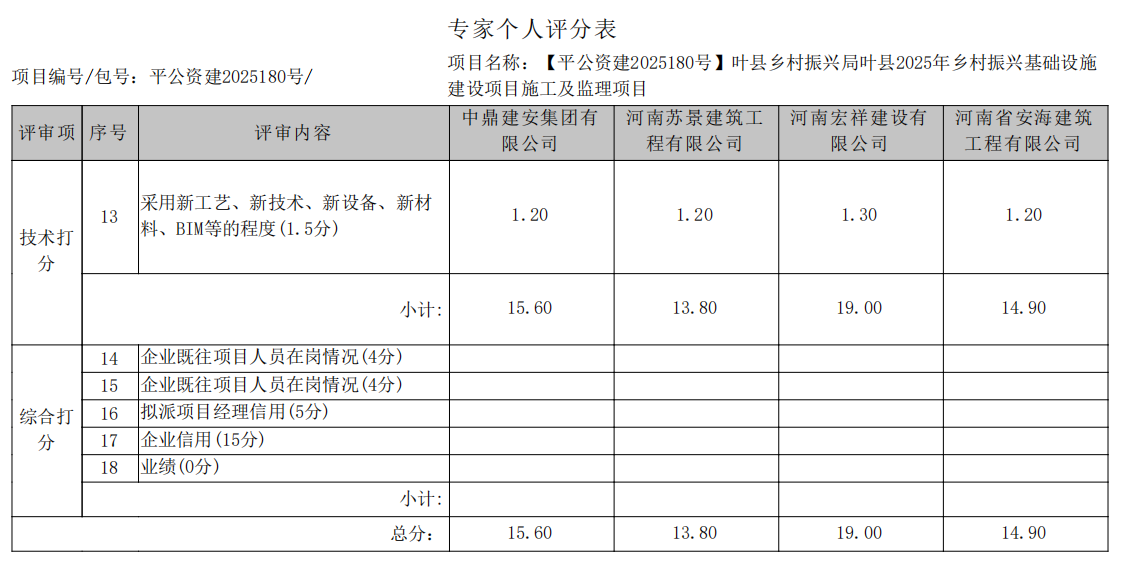 专家个人评分表
项目编号/包号：平公资建2025180号/
项目名称：【平公资建2025180号】叶县乡村振兴局叶县2025年乡村振兴基础设施
建设项目施工及监理项目
评审项 序号 评审内容 中鼎建安集团有 河南苏景建筑工 河南宏祥建设有 河南省安海建筑
限公司 程有限公司 限公司 工程有限公司
技术打
分
13 采用新工艺、新技术、新设备、新材
料、BIM等的程度(1.5分)
1.20 1.20 1.30 1.20
小计: 15.60 13.80 19.00 14.90
综合打
分
14 企业既往项目人员在岗情况(4分)
15 企业既往项目人员在岗情况(4分)
16 拟派项目经理信用(5分)
17 企业信用(15分)
18 业绩(0分)
小计:
总分: 15.60 13.80 19.00 14.90